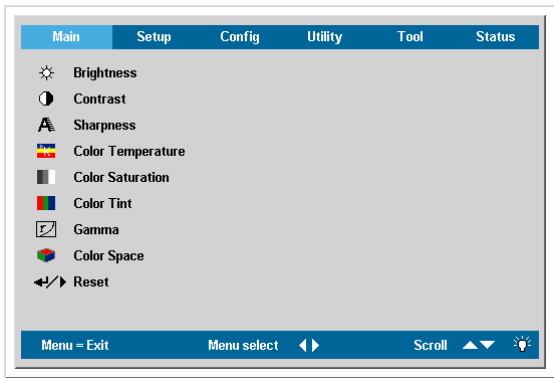 Main Setup Config Utility Tool Status
Brightness
Contrast
Sharpness
°K Color Temperature
Color Saturation
Color Tint
Gamma
Color Space
Reset
Menu = Exit Menu select Scroll